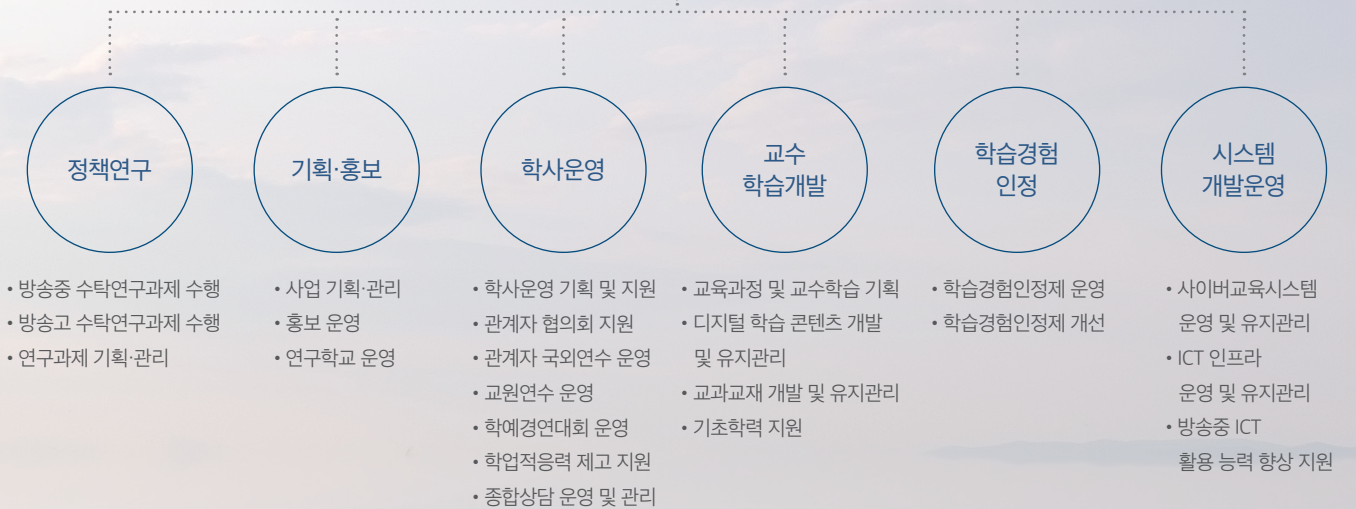 정책연구
• 방송중 수탁연구과제 수행
• 방송고 수탁연구과제 수행
• 연구과제 기획·관리
기획·홍보
• 사업 기획·관리
• 홍보 운영
• 연구학교 운영
학사운영
• 학사운영 기획 및 지원
• 관계자 협의회 지원
• 관계자 국외연수 운영
• 교원연수 운영
• 학예경연대회 운영
• 학업적응력 제고 지원
• 종합상담 운영 및 관리
교수
학습개발
• 교육과정 및 교수학습 기획
• 디지털 학습 콘텐츠 개발
및 유지관리
• 교과교재 개발 및 유지관리
• 기초학력 지원
학습경험
인정
• 학습경험인정제 운영
• 학습경험인정제 개선
시스템
개발운영
• 사이버교육시스템
운영 및 유지관리
• ICT 인프라
운영 및 유지관리
• 방송중 ICT
활용 능력 향상 지원